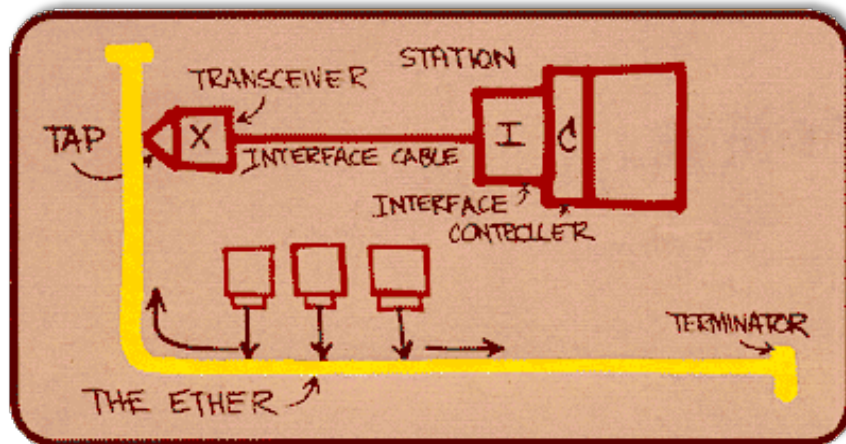 STATION
TRANSCEIVER
TAP
X
I
C
INTERFACE CABLE
INTERFACE
CONTROLLER
TERMINATOR
THE ETHER